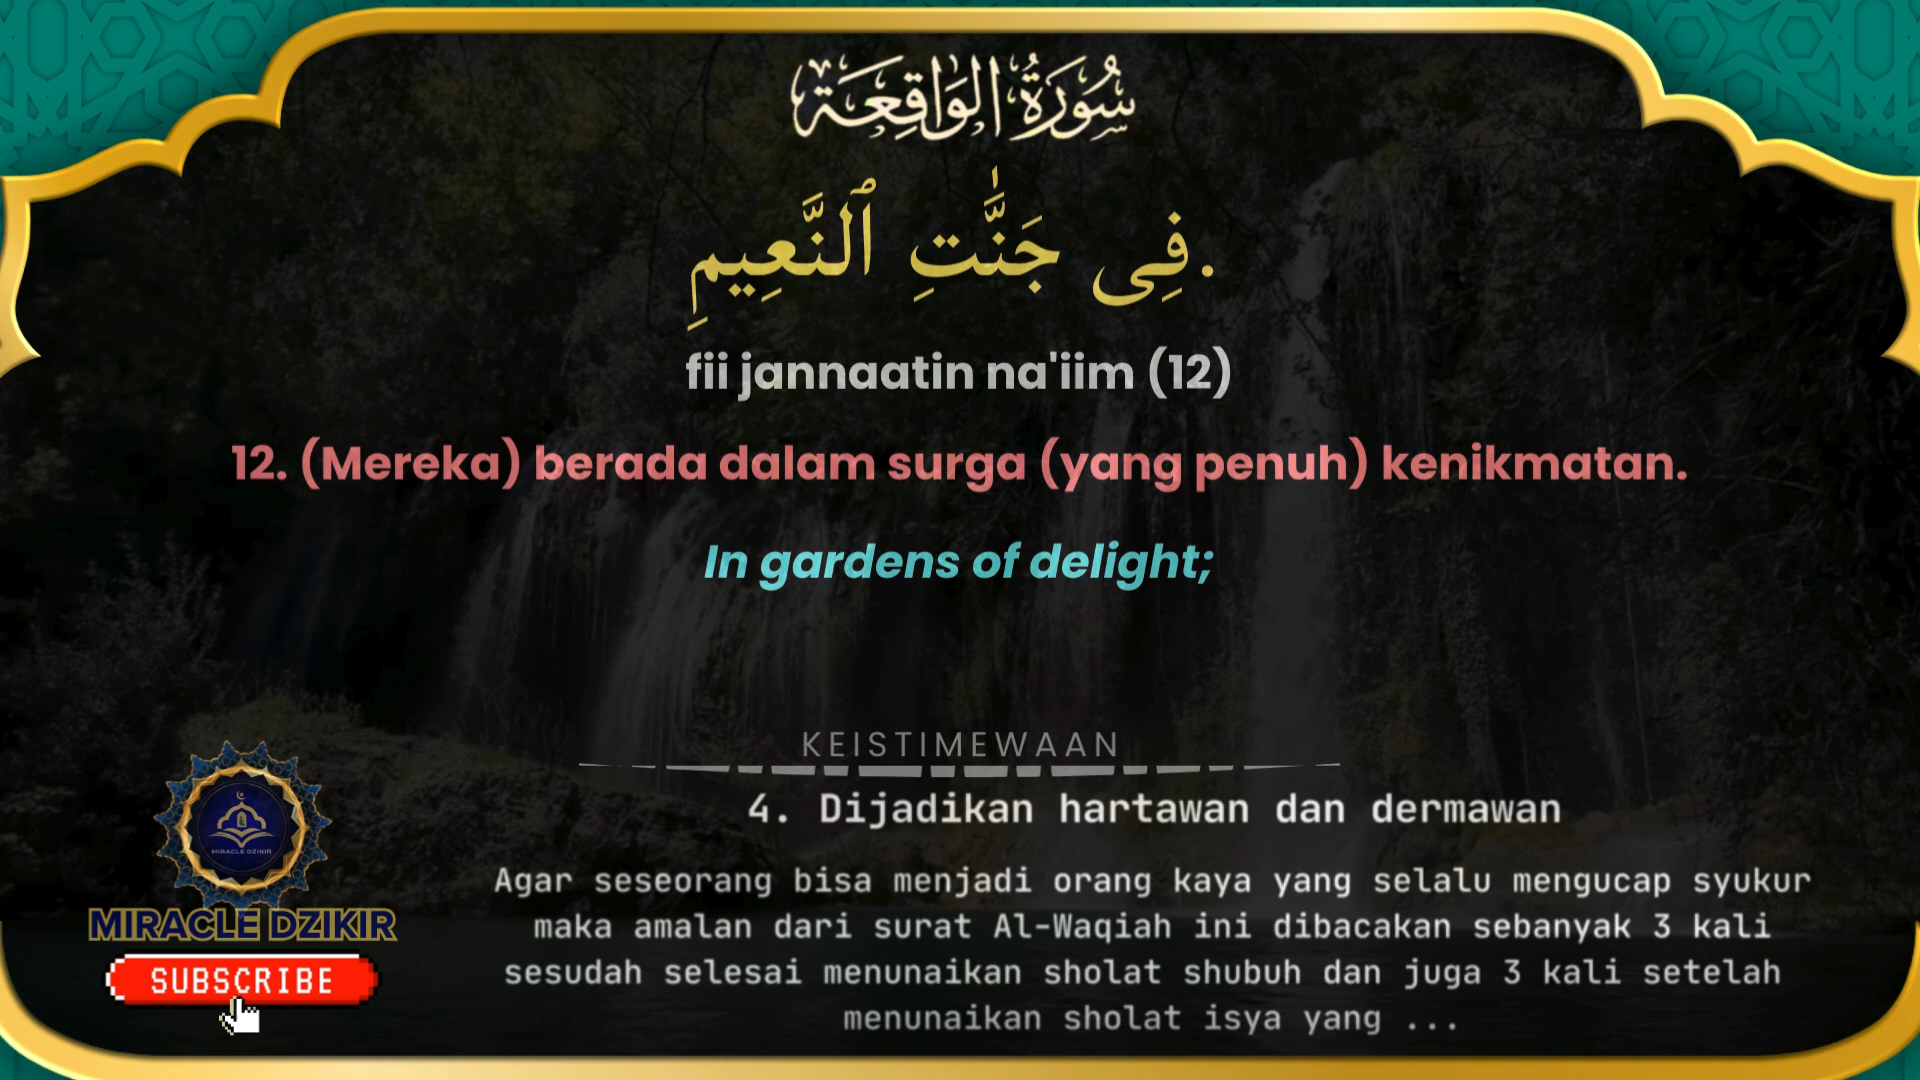 سُورَةُ الوَاقِعَة
فِى جَنَّٰتِ ٱلنَّعِيمِ.
fii jannaatin na'iim (12)
12. (Mereka) berada dalam surga (yang penuh) kenikmatan.
In gardens of delight;
KEISTIMEWAAN
4. Dijadikan hartawan dan dermawan
Agar seseorang bisa menjadi orang kaya yang selalu mengucap syukur
maka amalan dari surat Al-Waqiah ini dibacakan sebanyak 3 kali
sesudah selesai menunaikan sholat shubuh dan juga 3 kali setelah
menunaikan sholat isya yang ...
MIRACLE DZIKIR
MIRACLE DZIKIR
SUBSCRIBE